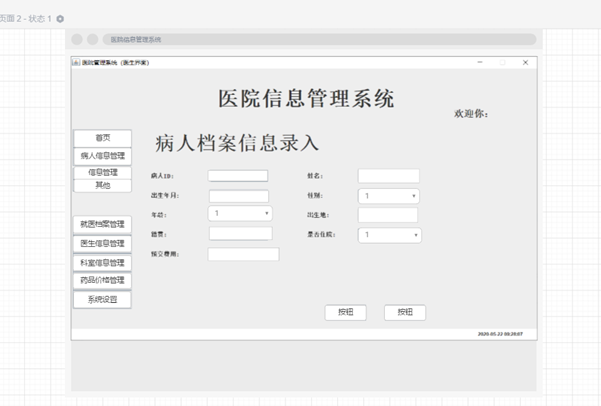 页面 2 - 状态 1
医院信息管理系统
医院管理系统（医生界面）
医院信息管理系统
欢迎你：
首页
病人信息管理
信息管理
其他
就医档案管理
医生信息管理
科室信息管理
药品价格管理
系统设置
病人档案信息录入
病人ID：
姓名：
出生年月：
性别：
1
年龄：
1
出生地：
籍贯：
是否住院：
1
预交费用：
按钮
按钮
2020.05.22 08:28:07